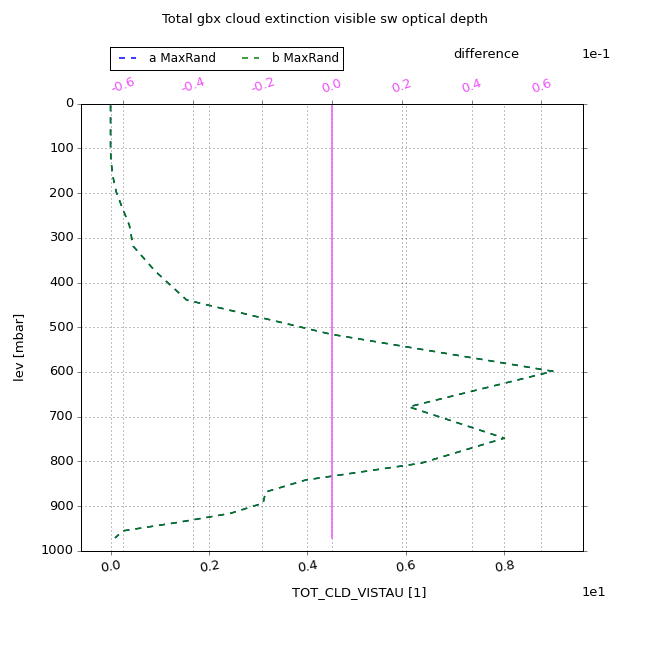 Total gbx cloud extinction visible sw optical depth
a MaxRand b MaxRand difference 1e-1
-0.6 -0.4 -0.2 0.0 0.2 0.4 0.6
0
100
200
300
400
500
600
700
800
900
1000
lev [mbar]
0.0 0.2 0.4 0.6 0.8
TOT_CLD_VISTAU [1] 1e1